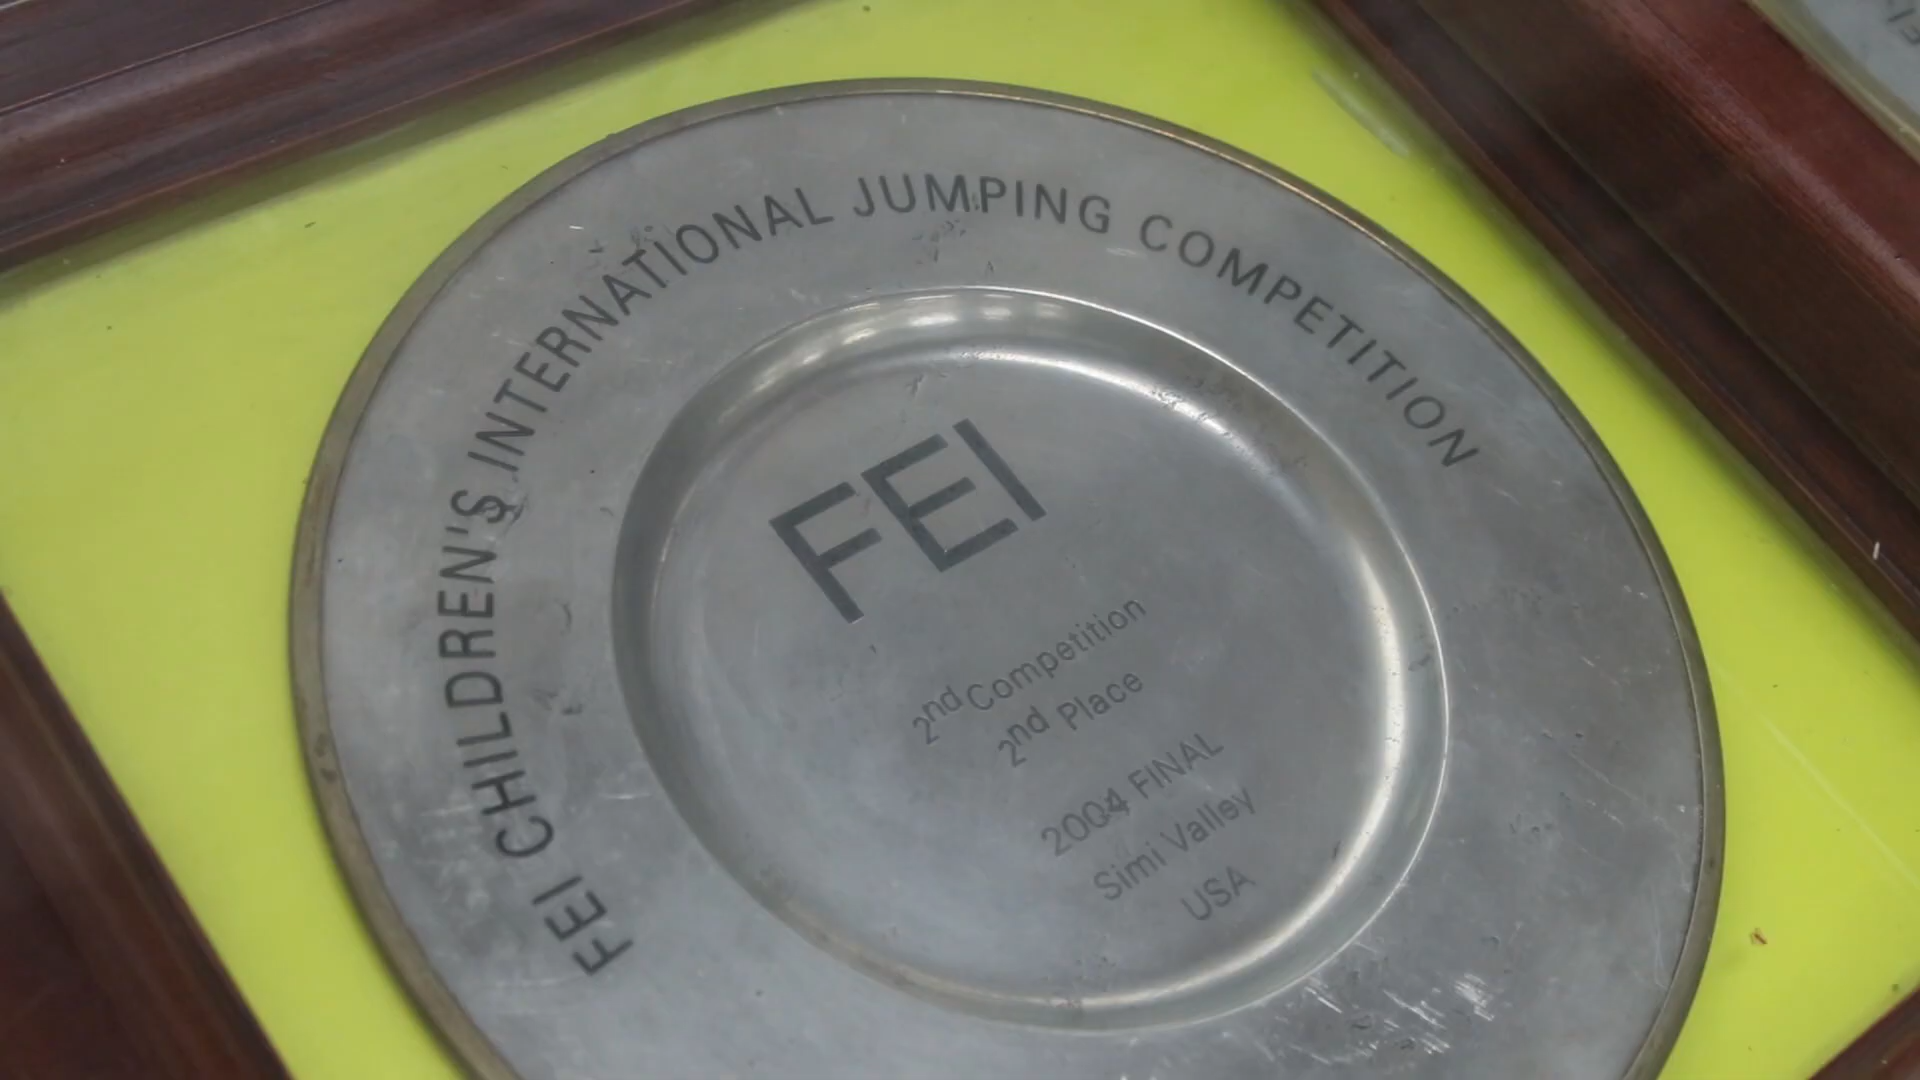 FEI CHILDREN'S INTERNATIONAL JUMPING COMPETITION
FEI
2nd Competition
2nd Place
2004 FINAL
Simi Valley
USA